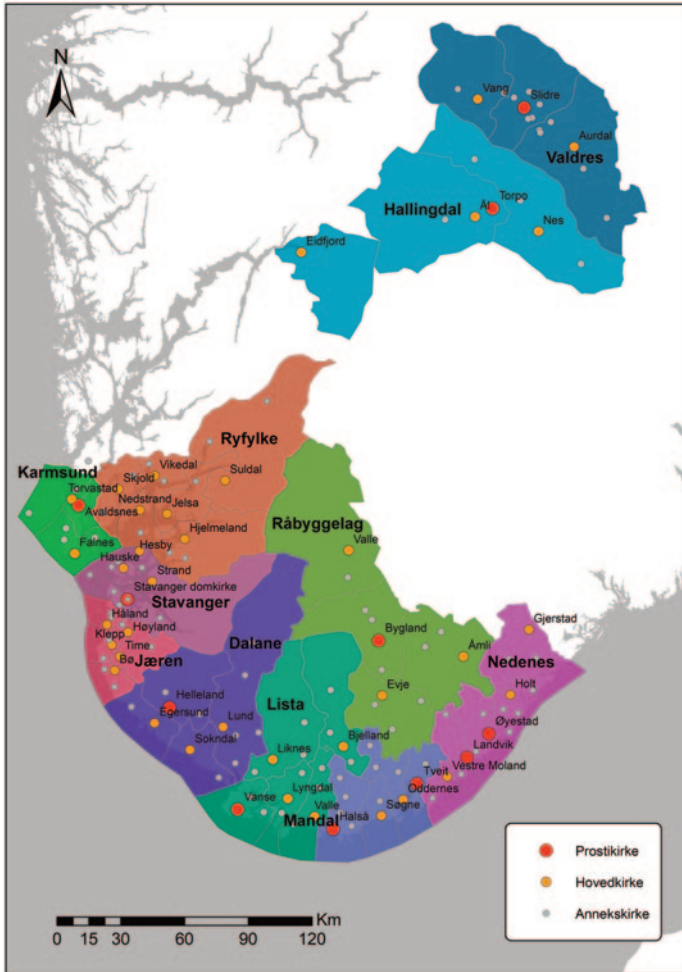 N
Vang
Slidre
Aurdal
Valdres
Torpo
Hallingdal
Ål
Nes
Eidfjord
Ryfylke
Karmsund
Vikedal
Skjold
Suldal
Torvastad
Nedstrand
Jelsa
Avaldsnes
Råbyggelag
Hjelmeland
Falnes
Hesby
Valle
Hauske
Strand
Stavanger domkirke
Stavanger
Håland
Gjerstad
Høyland
Dalane
Bygland
Klepp
Time
Åmli
Bø
Jæren
Nedenes
Helleland
Lista
Evje
Holt
Egersund
Lund
Øyestad
Sokndal
Bjelland
Landvik
Liknes
Tveit
Vestre Moland
Lyngdal
Oddernes
Vanse
Valle
Halså
Søgne
Mandal
Prostikirke
Hovedkirke
Annekskirke
Km
0 15 30 60 90 120